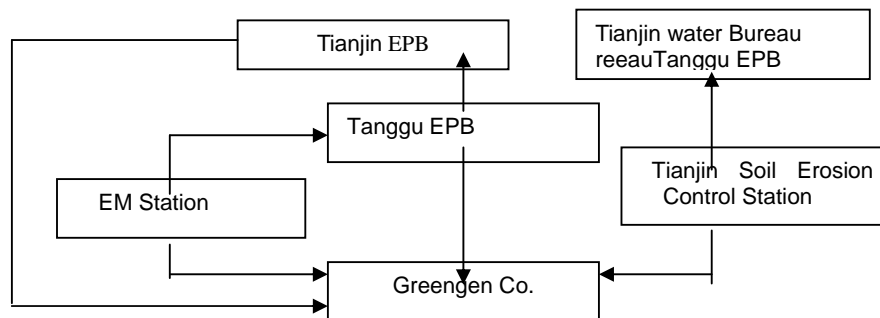 Tianjin EPB
Tianjin water Bureau
reeauTanggu EPB
Tanggu EPB
Tianjin Soil Erosion
Control Station
EM Station
Greengen Co.